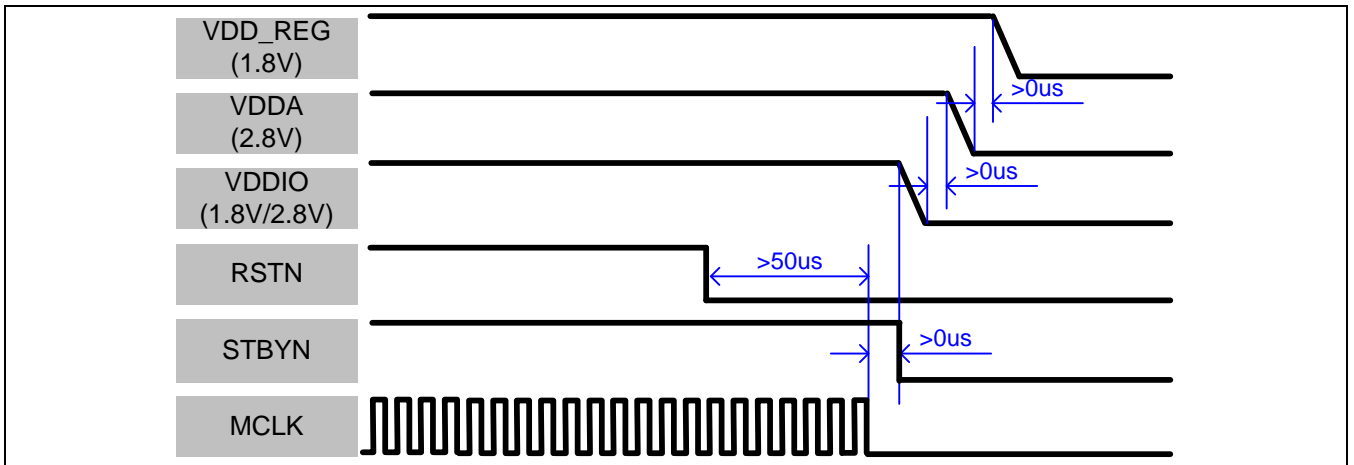 VDD_REG
(1.8V)
>0us
VDDA
(2.8V)
>0us
VDDIO
(1.8V/2.8V)
RSTN
>50us
STBYN
>0us
MCLK